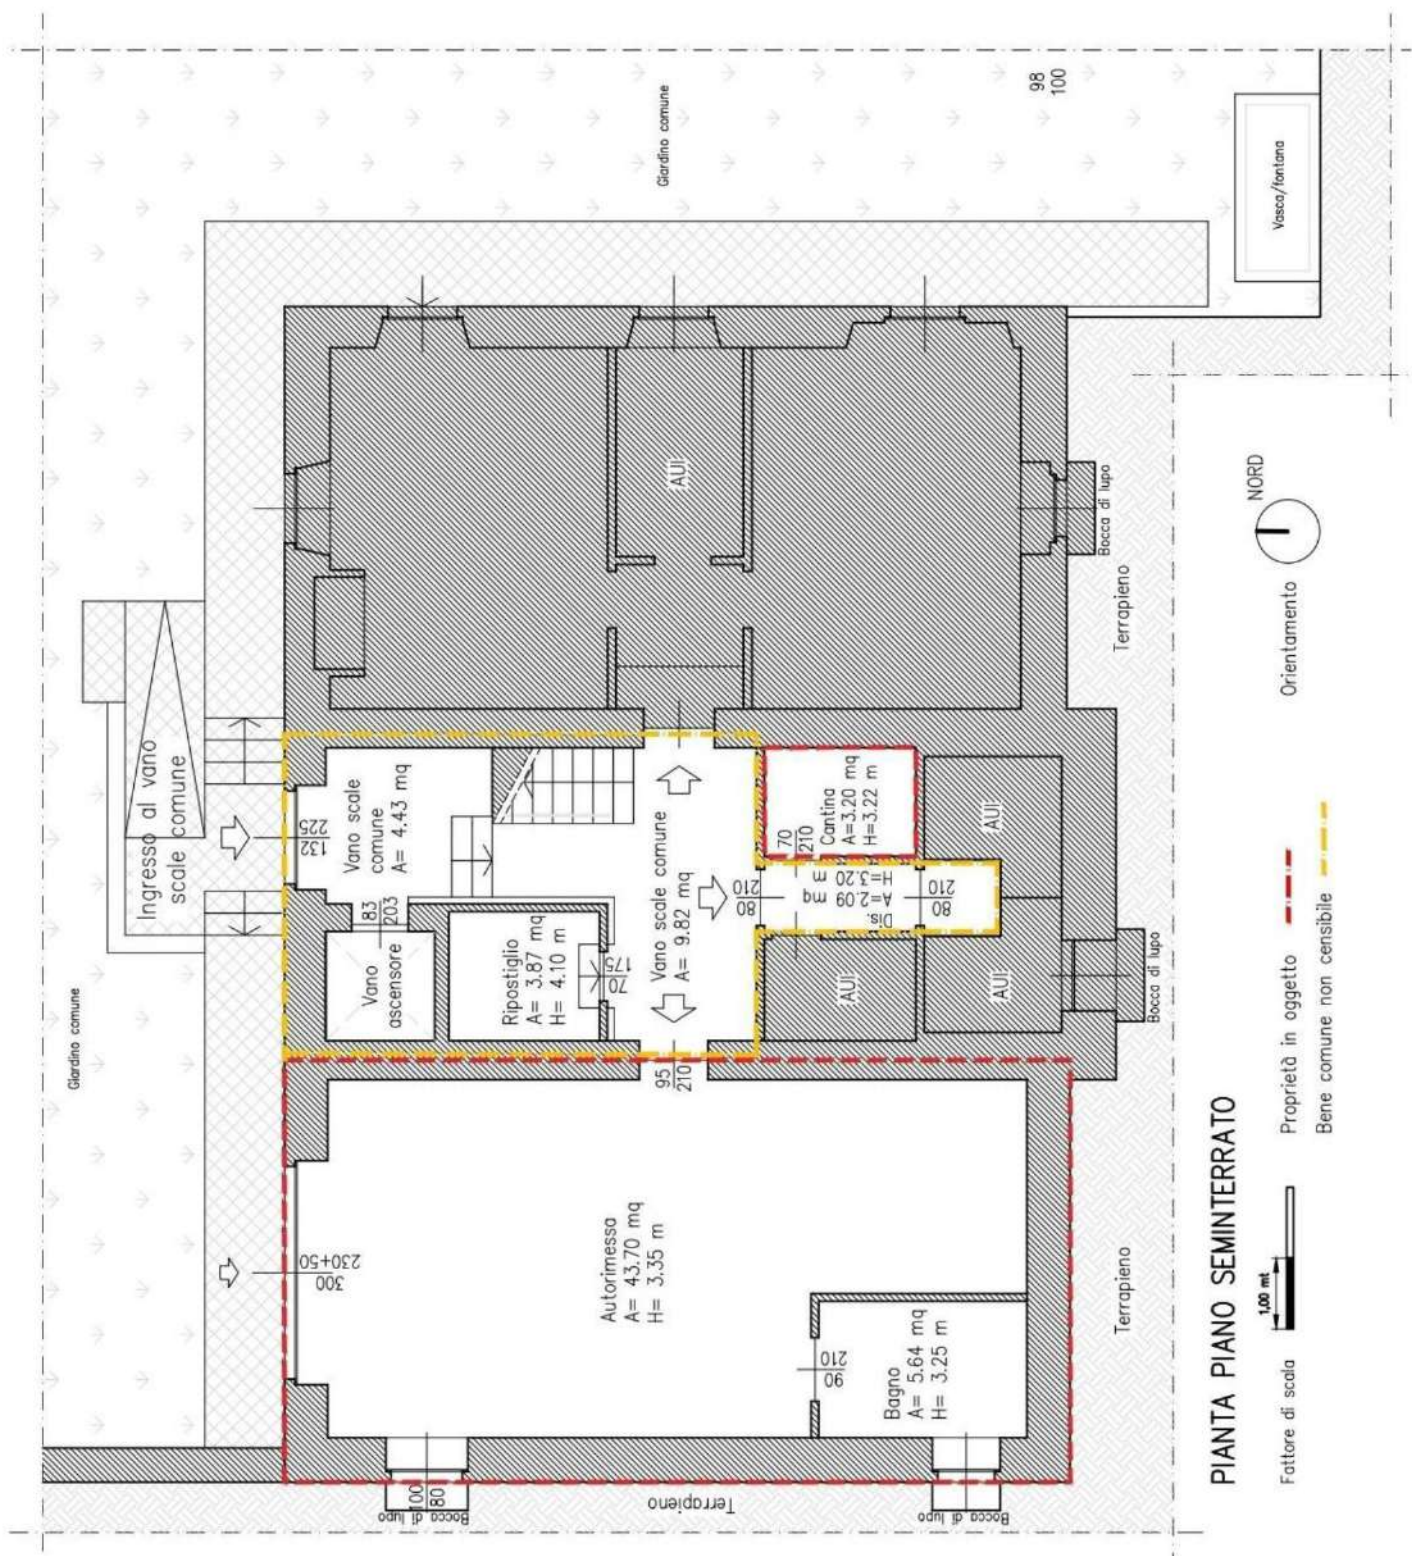 Giardino comune
98
100
Vasca/fontana
Giardino comune
Ingresso al vano
scale comune
225
132
Vano scale
comune
A= 4.43 mq
83
203
Vano
ascensore
Ripostiglio
A= 3.87 mq
H= 4.10 m
70
175
Vano scale comune
A= 9.82 mq
AUI
70
210
Cantina
A=3.20 mq
H=3.22 m
80
210
Dis.
A=2.09 mq
H=3.20 m
80
210
AUI
AUI
AUI
Bocca di lupo
Bocca di lupo
Terrapieno
95
210
300
230+50
Autorimessa
A= 43.70 mq
H= 3.35 m
90
210
Bagno
A= 5.64 mq
H= 3.25 m
100
80
Bocca di lupo
Terrapieno
Bocca di lupo
Terrapieno
PIANTA PIANO SEMINTERRATO
Fattore di scala
1,00 mt
Proprietà in oggetto
Bene comune non censibile
Orientamento
NORD